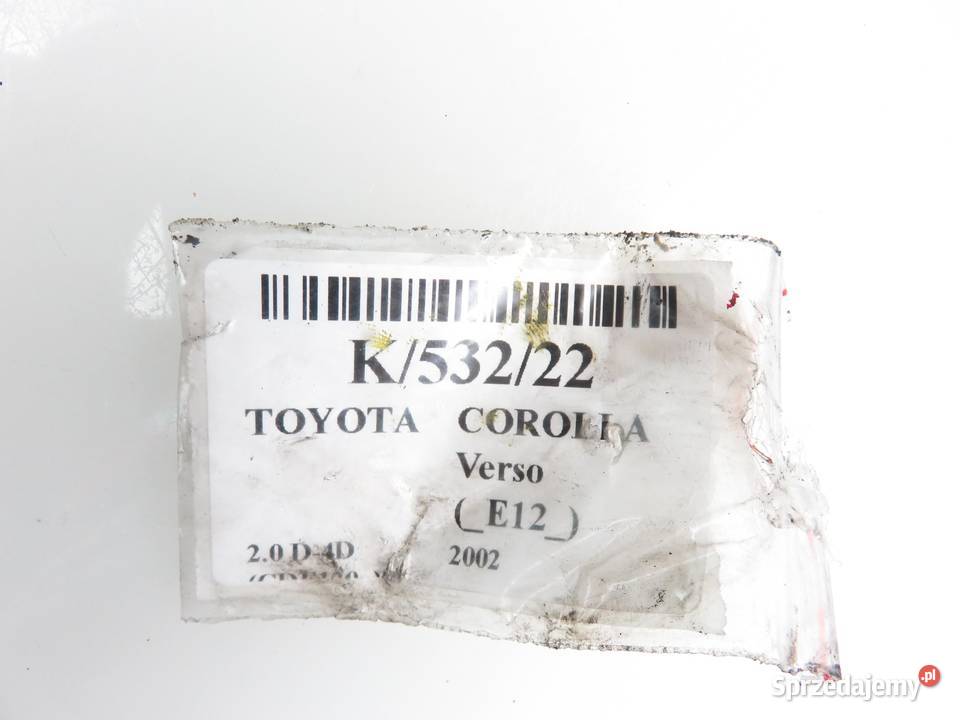 K/532/22
TOYOTA COROLLA
Verso
(_E12_)
2.0 D-4D 2002
Sprzedajemy.pl